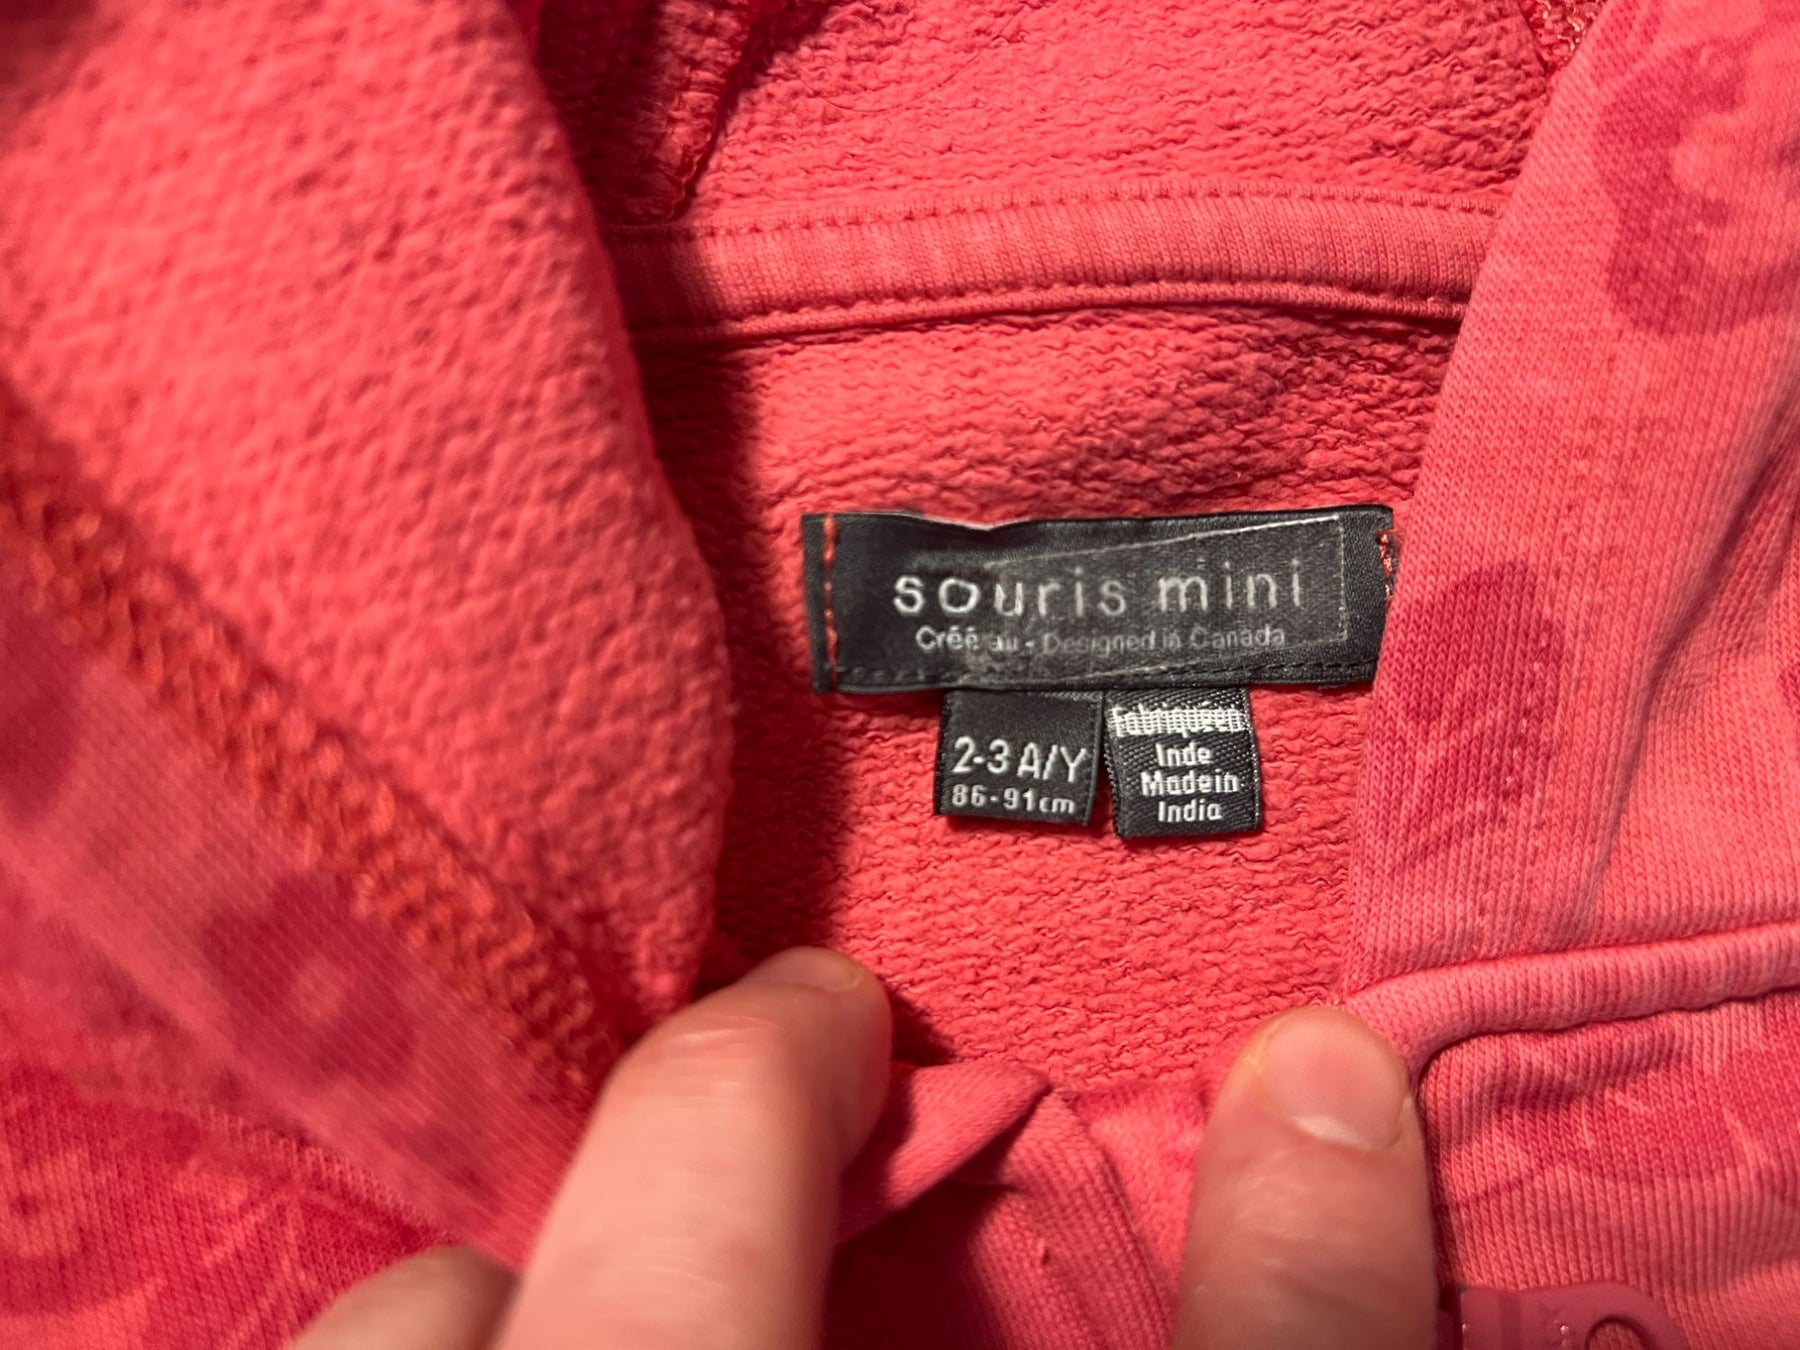 souris mini
Créé au - Designed in Canada
2-3 A/Y
86-91cm
Fabriqué en
Inde
Made in
India